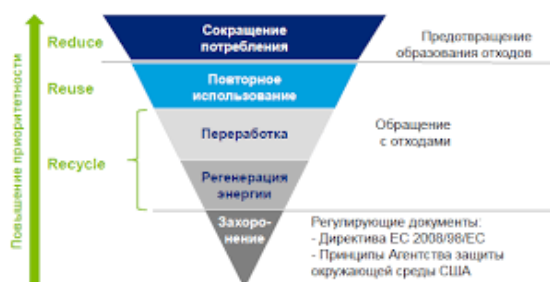 Повышение приоритетности
Reduce
Сокращение
потребления
Предотвращение
образования отходов
Reuse
Повторное
использование
Recycle
Переработка
Обращение
с отходами
Регенерация
энергии
Захоро-
нение
Регулирующие документы:
- Директива ЕС 2008/98/ЕС
- Принципы Агентства защиты
окружающей среды США